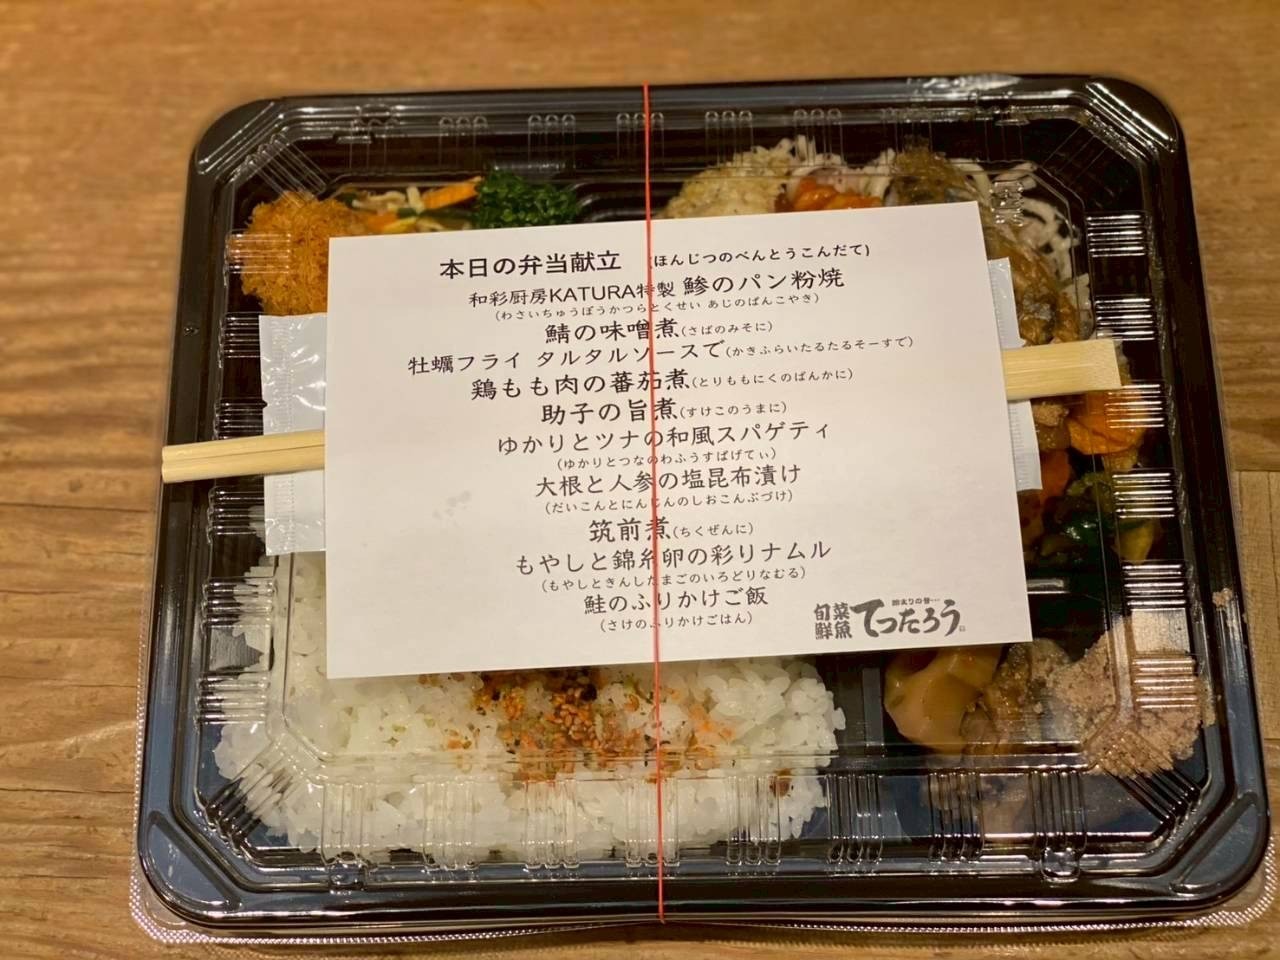 本日の弁当献立 (ほんじつのべんとうこんだて)
和彩厨房KATURA特製 鯵のパン粉焼
(わさいちゅうぼうかつらとくせい あじのぱんこやき)
鯖の味噌煮(さばのみそに)
牡蠣フライ タルタルソースで(かきふらいたるたるそーすで)
鶏もも肉の蕃茄煮(とりももにくのばんかに)
助子の旨煮(すけこのうまに)
ゆかりとツナの和風スパゲティ
(ゆかりとつなのわふうすぱげてぃ)
大根と人参の塩昆布漬け
(だいこんとにんじんのしおこんぶづけ)
筑前煮(ちくぜんに)
もやしと錦糸卵の彩りナムル
(もやしときんしたまごのいろどりなむる)
鮭のふりかけご飯
(さけのふりかけごはん)
旬菜鮮魚 てったろう